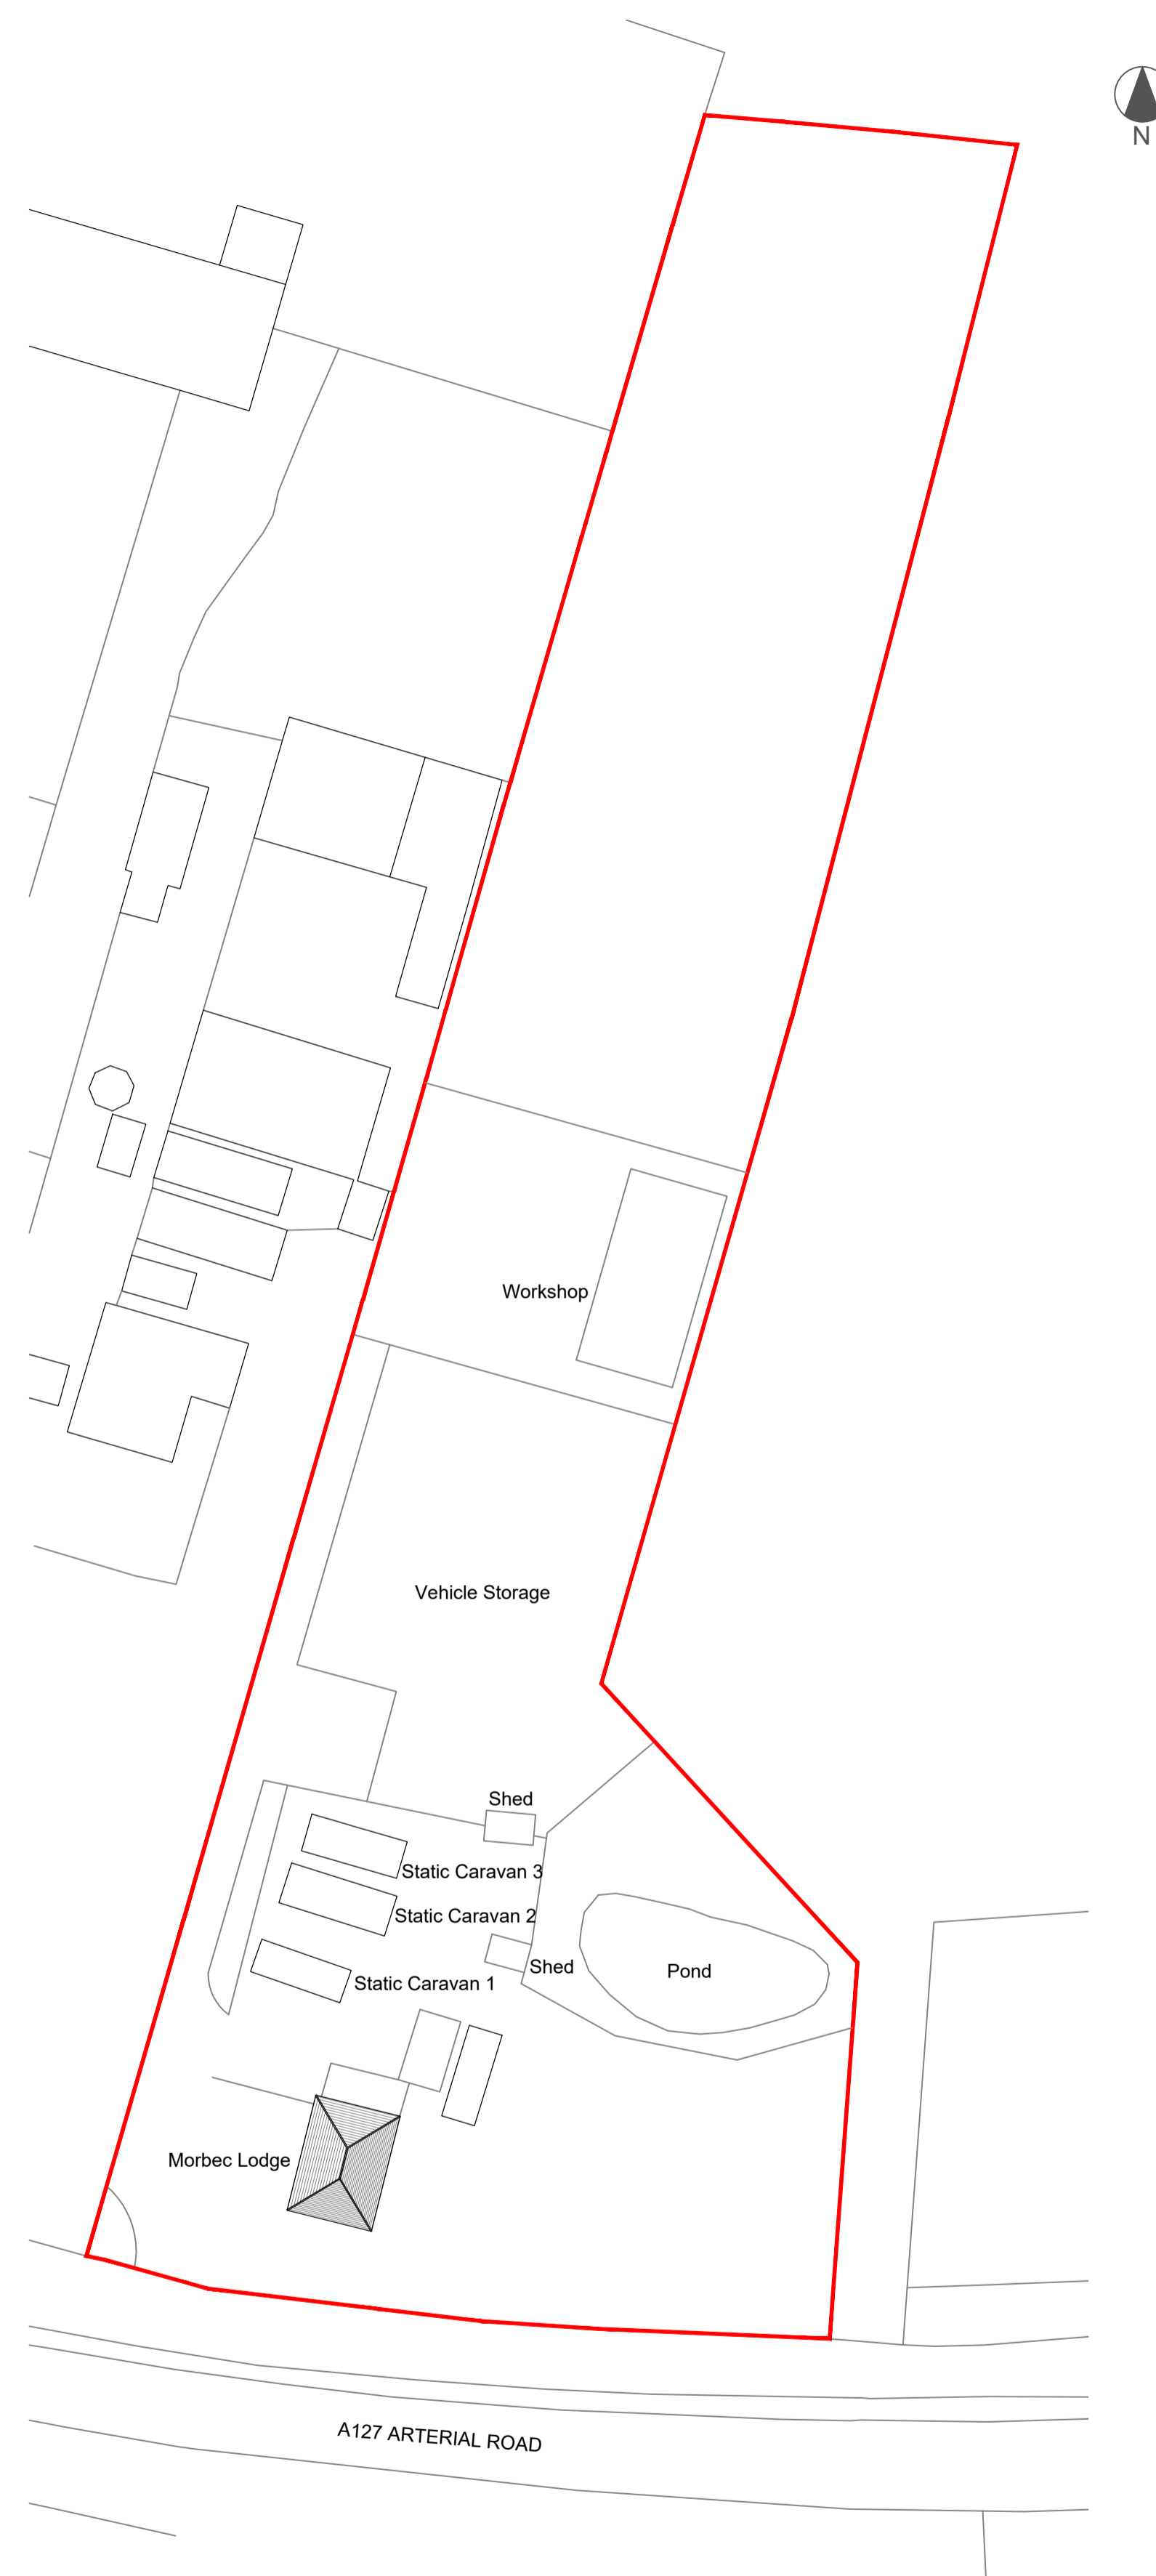 N
Workshop
Vehicle Storage
Shed
Static Caravan 3
Static Caravan 2
Shed
Pond
Static Caravan 1
Morbec Lodge
A127 ARTERIAL ROAD